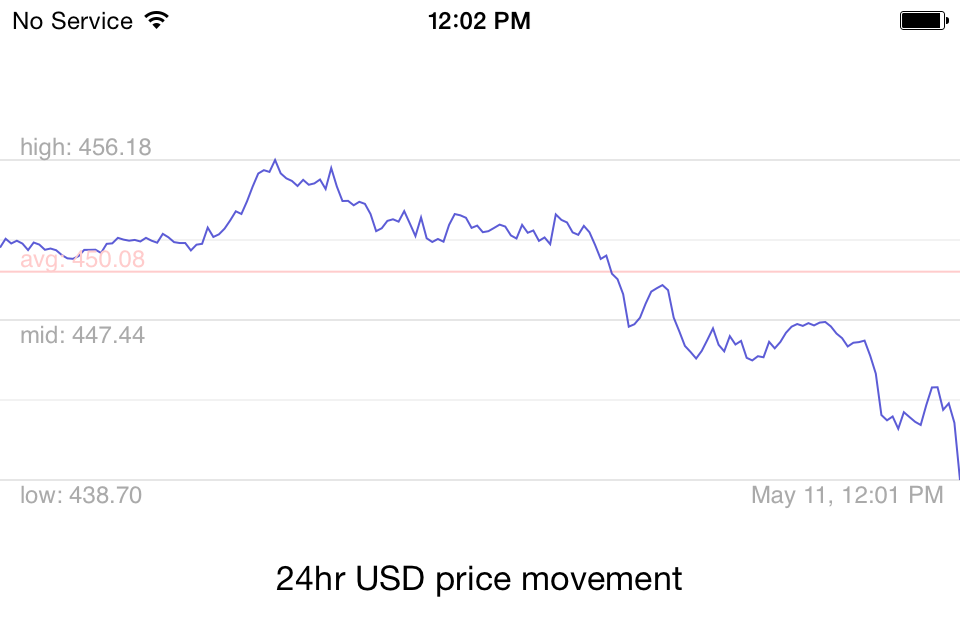 No Service 12:02 PM
high: 456.18
avg: 450.08
mid: 447.44
low: 438.70 May 11, 12:01 PM
24hr USD price movement